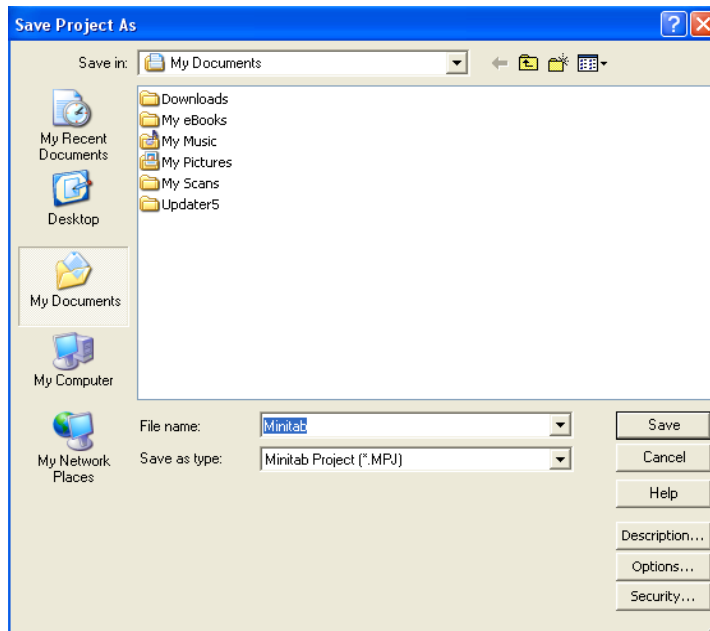 Save Project As
Save in:
My Documents
My Recent
Documents
Desktop
My Documents
My Computer
My Network
Places
Downloads
My eBooks
My Music
My Pictures
My Scans
Updater5
File name:
Minitab
Save as type:
Minitab Project (*.MPJ)
Save
Cancel
Help
Description...
Options...
Security...